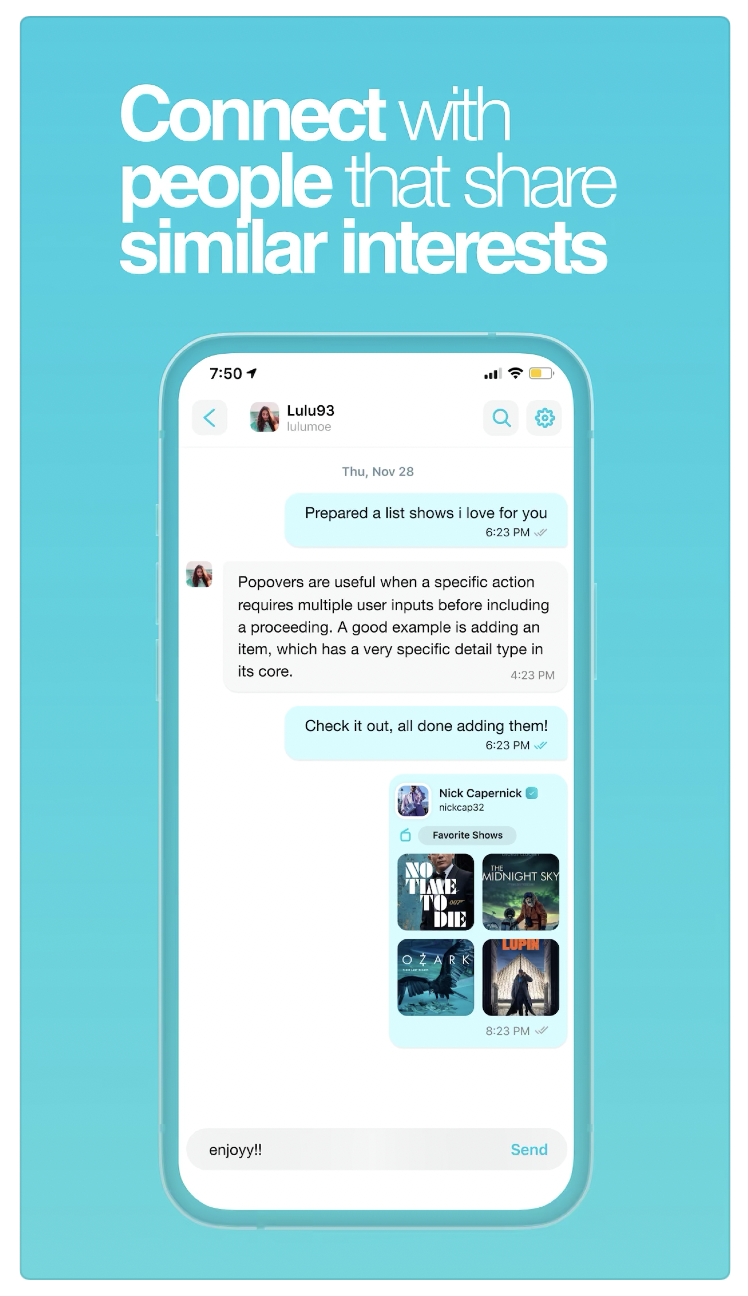 Connect with
people that share
similar interests
7:50
Lulu93
lulumoe
Thu, Nov 28
Prepared a list shows i love for you
6:23 PM
Popovers are useful when a specific action
requires multiple user inputs before including
a proceeding. A good example is adding an
item, which has a very specific detail type in
its core.
4:23 PM
Check it out, all done adding them!
6:23 PM
Nick Capernick
nickcap32
Favorite Shows
NO
TIME
TO
DIE
007
THE
MIDNIGHT SKY
OZARK
LUPIN
8:23 PM
enjoyy!!
Send